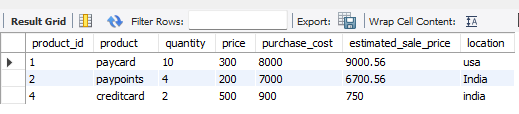 Result Grid Filter Rows: Export: Wrap Cell Content: IA
product_id product quantity price purchase_cost estimated_sale_price location
1 paycard 10 300 8000 9000.56 usa
2 paypoints 4 200 7000 6700.56 India
4 creditcard 2 500 900 750 india